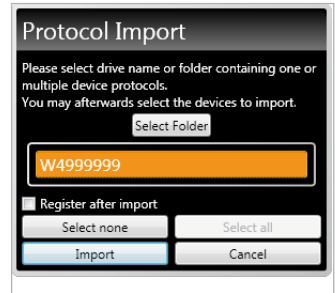 Protocol Import
Please select drive name or folder containing one or
multiple device protocols.
You may afterwards select the devices to import.
Select Folder
W4999999
Register after import
Select none
Select all
Import
Cancel